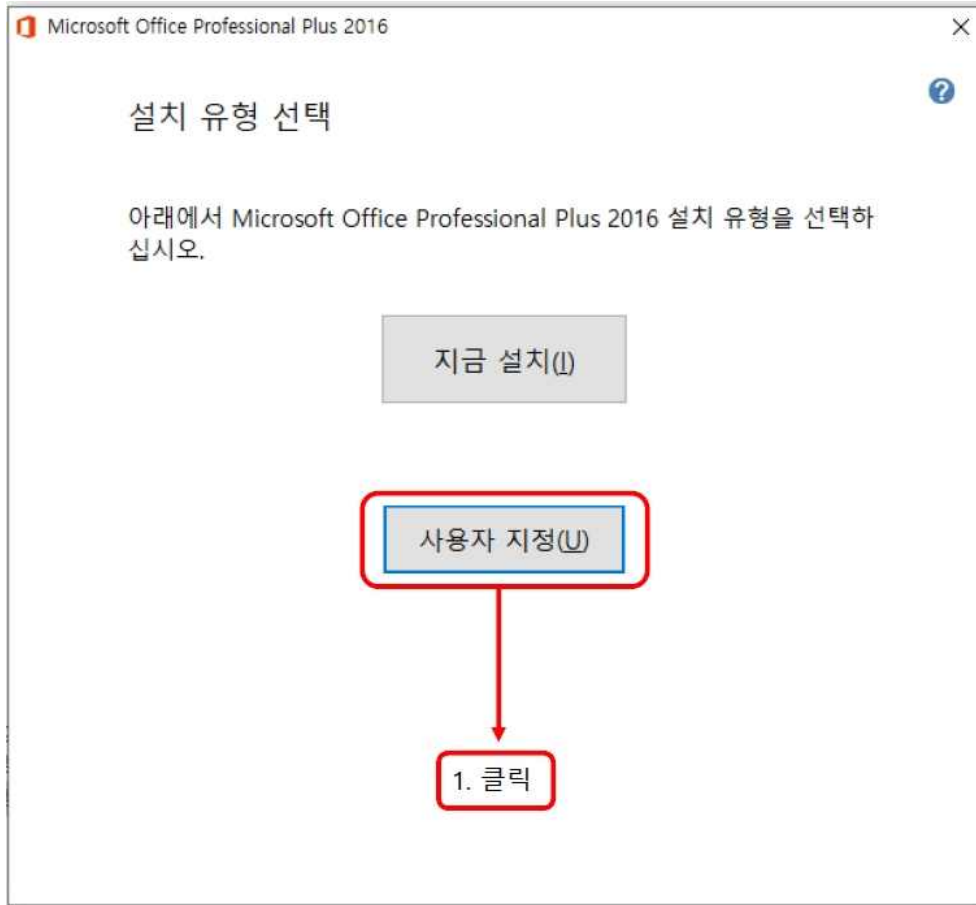 Microsoft Office Professional Plus 2016
설치 유형 선택
아래에서 Microsoft Office Professional Plus 2016 설치 유형을 선택하
십시오.
지금 설치(I)
사용자 지정(U)
1. 클릭